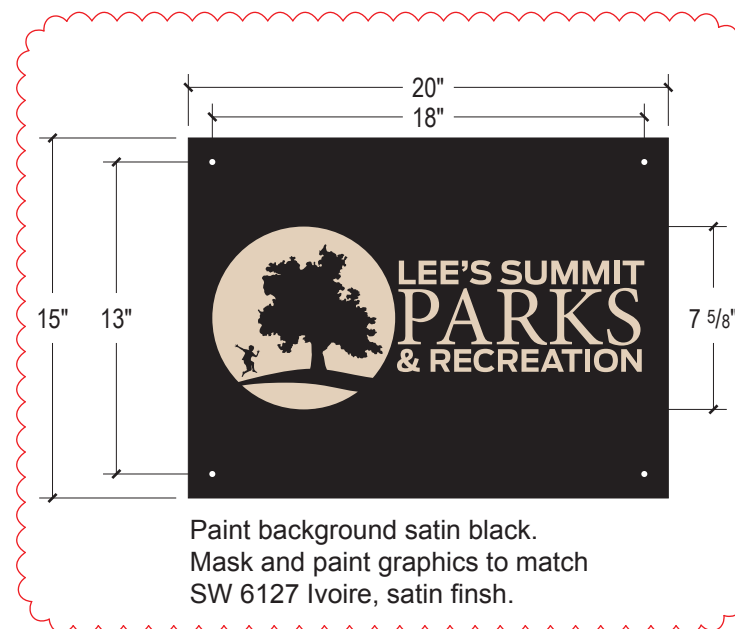 20"
18"
15"
13"
7 5/8"
LEE'S SUMMIT
PARKS
& RECREATION
Paint background satin black.
Mask and paint graphics to match
SW 6127 Ivoire, satin finsh.